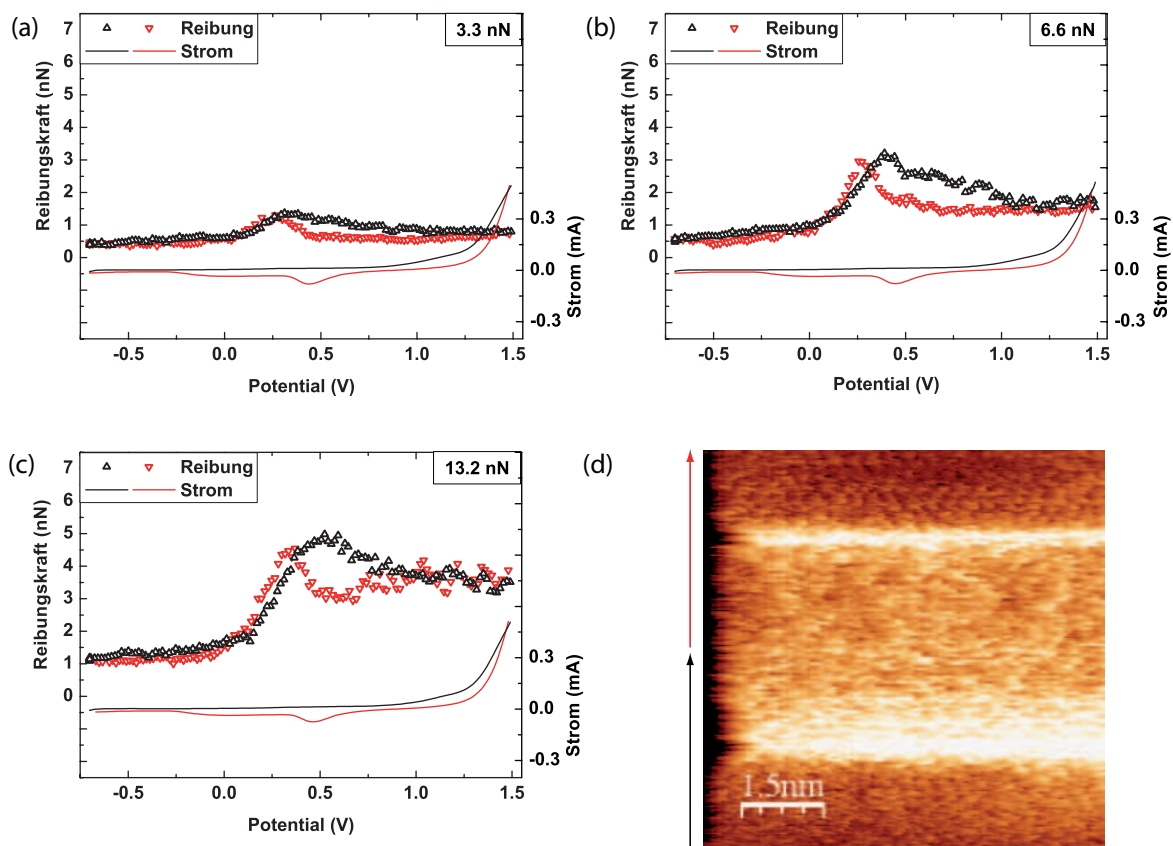 (a)
Reibung
Strom
3.3 nN
Reibungskraft (nN)
7
6
5
4
3
2
1
0
0.3
0.0
-0.3
Strom (mA)
-0.5 0.0 0.5 1.0 1.5
Potential (V)
(b)
Reibung
Strom
6.6 nN
Reibungskraft (nN)
7
6
5
4
3
2
1
0
0.3
0.0
-0.3
Strom (mA)
-0.5 0.0 0.5 1.0 1.5
Potential (V)
(c)
Reibung
Strom
13.2 nN
Reibungskraft (nN)
7
6
5
4
3
2
1
0
0.3
0.0
-0.3
Strom (mA)
-0.5 0.0 0.5 1.0 1.5
Potential (V)
(d)
1.5nm